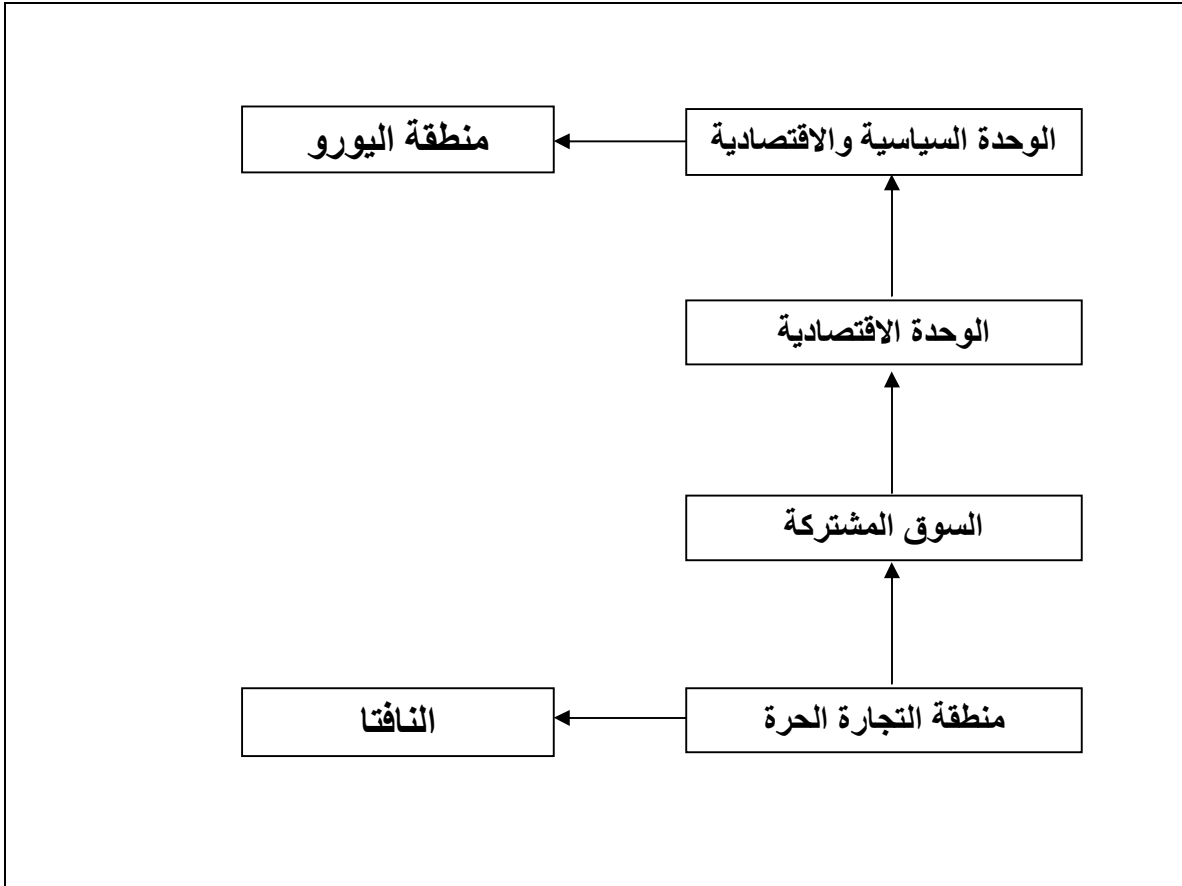 الوحدة السياسية والاقتصادية
منطقة اليورو
الوحدة الاقتصادية
السوق المشتركة
منطقة التجارة الحرة
النافتا